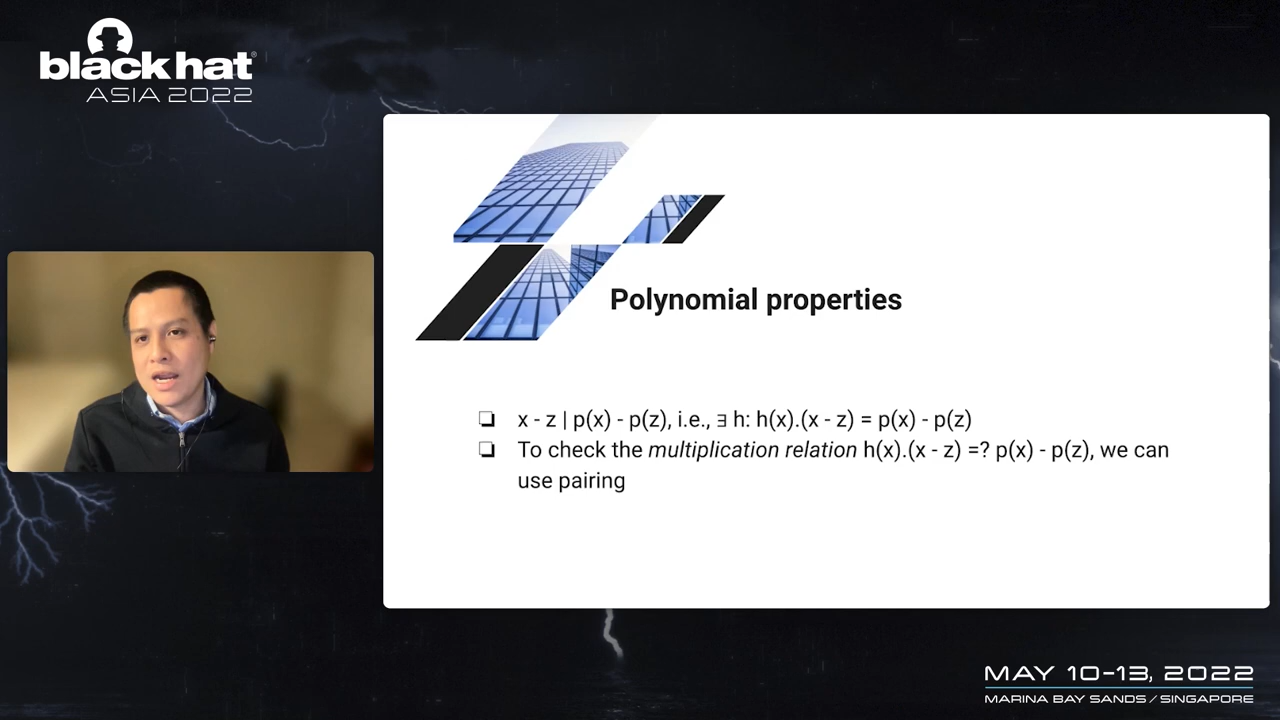 black hat®
ASIA 2022
Polynomial properties
x - z | p(x) - p(z), i.e., ∃ h: h(x).(x - z) = p(x) - p(z)
To check the multiplication relation h(x).(x - z) =? p(x) - p(z), we can
use pairing
MAY 10-13, 2022
MARINA BAY SANDS / SINGAPORE